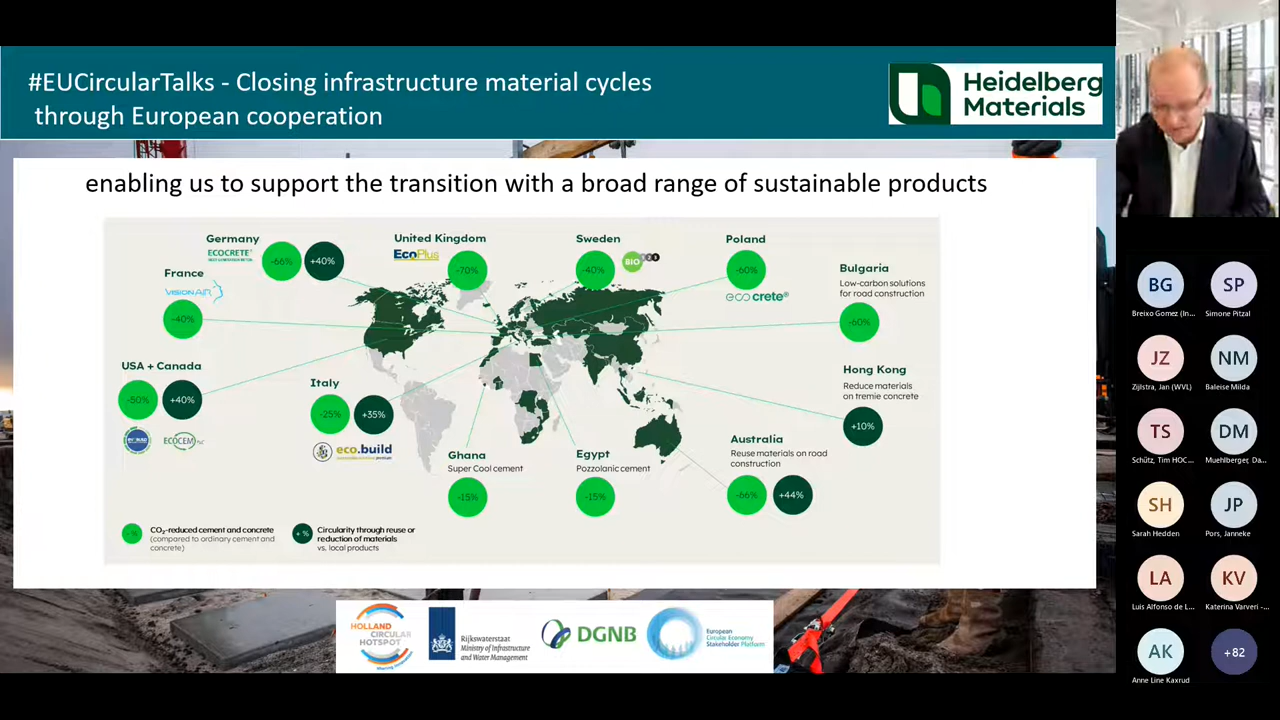 #EUCircularTalks - Closing infrastructure material cycles
through European cooperation
Heidelberg
Materials
enabling us to support the transition with a broad range of sustainable products
Germany
ECOCRETE
-66%
+40%
United Kingdom
EcoPlus
-70%
Sweden
-40%
BIO
Poland
-60%
ecocrete®
Bulgaria
Low-carbon solutions
for road construction
-60%
France
VISION AIR
-40%
USA + Canada
-50%
+40%
ECOCEM
Italy
-25%
+35%
eco.build
Hong Kong
Reduce materials
on tremie concrete
+10%
Ghana
Super Cool cement
-15%
Egypt
Pozzolanic cement
-15%
Australia
Reuse materials on road
construction
-66%
+44%
- %
CO₂-reduced cement and concrete
(compared to ordinary cement and
concrete)
+ %
Circularity through reuse or
reduction of materials
vs. local products
HOLLAND
CIRCULAR
HOTSPOT
Rijkswaterstaat
Ministry of Infrastructure
and Water Management
DGNB
European
Circular Economy
Stakeholder Platform
BG
Breixo Gomez (In...
SP
Simone Pitzal
JZ
Zijlstra, Jan (WVL)
NM
Baleise Milda
TS
Schütz, Tim HOC...
DM
Muehlberger, Da...
SH
Sarah Hedden
JP
Pors, Janneke
LA
Luis Alfonso de L...
KV
Katerina Varveri -...
AK
Anne Line Kaxrud
+82